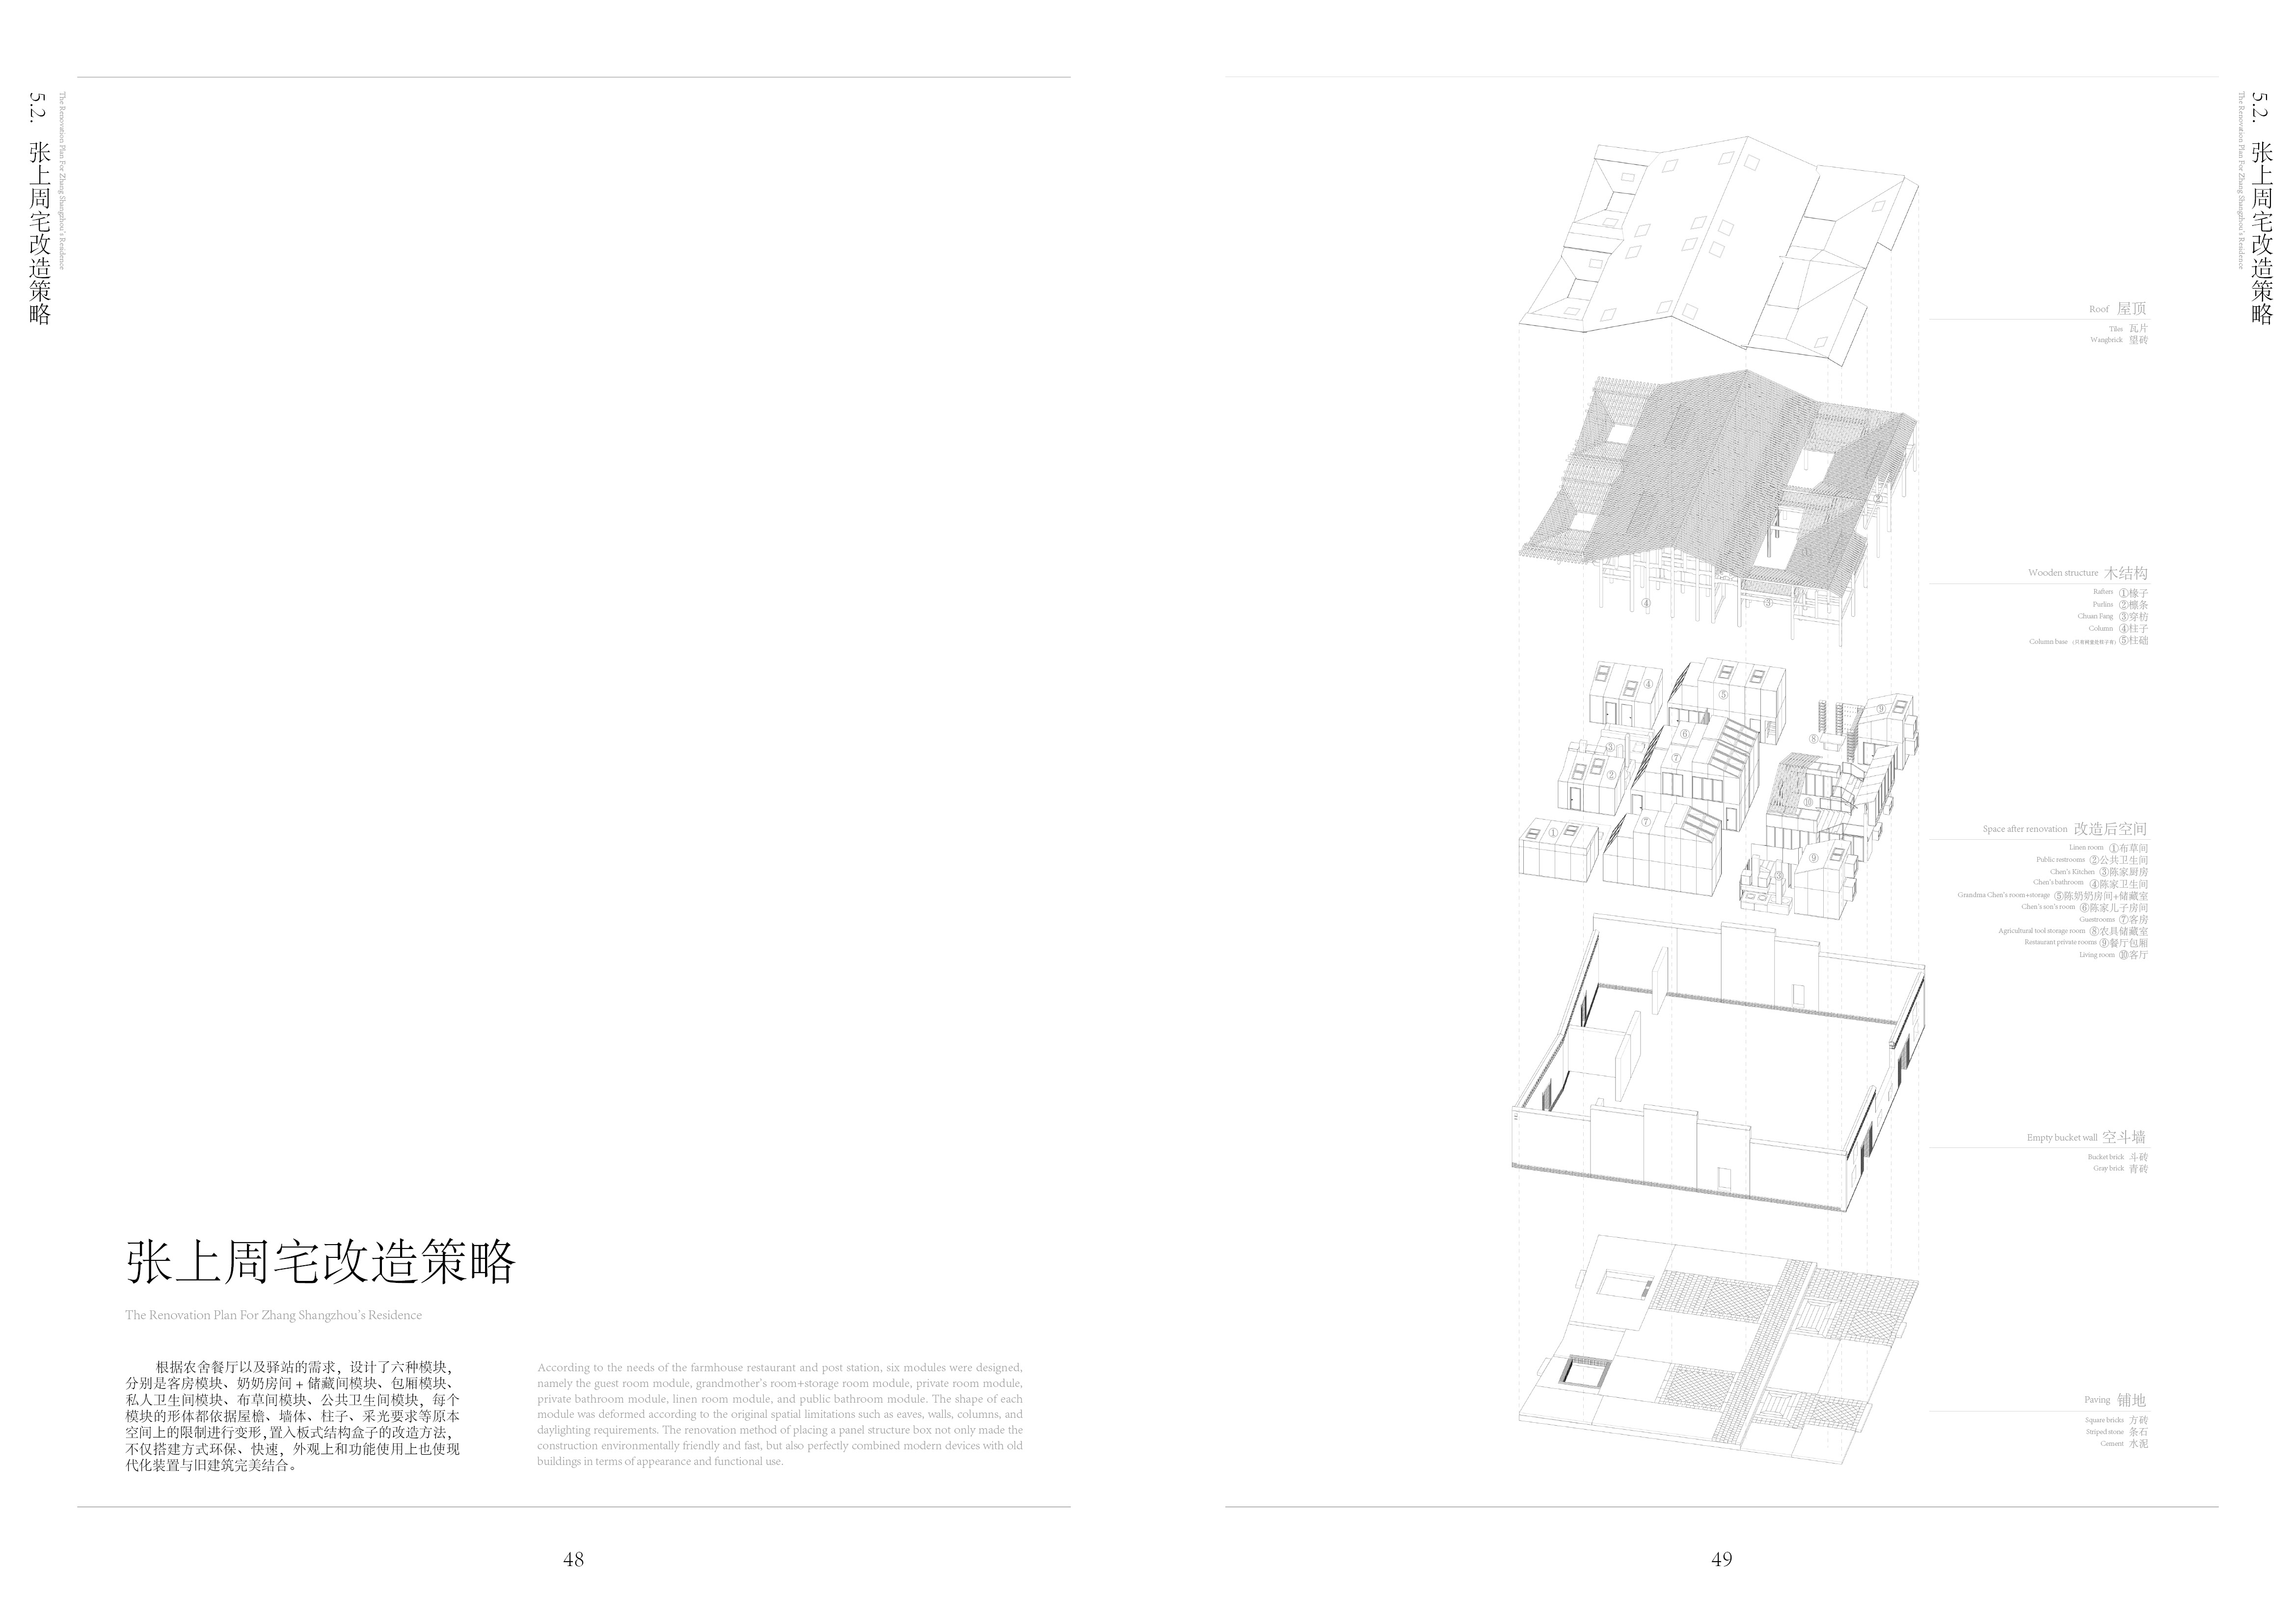 5.2. 张上周宅改造策略
The Renovation Plan For Zhang Shangzhou's Residence
张上周宅改造策略
The Renovation Plan For Zhang Shangzhou's Residence
根据农舍餐厅以及驿站的需求，设计了六种模块，
分别是客房模块、奶奶房间 + 储藏间模块、包厢模块、
私人卫生间模块、布草间模块、公共卫生间模块，每个
模块的形体都依据屋檐、墙体、柱子、采光要求等原本
空间上的限制进行变形，置入板式结构盒子的改造方法，
不仅搭建方式环保、快速，外观上和功能使用上也使现
代化装置与旧建筑完美结合。
According to the needs of the farmhouse restaurant and post station, six modules were designed,
namely the guest room module, grandmother's room+storage room module, private room module,
private bathroom module, linen room module, and public bathroom module. The shape of each
module was deformed according to the original spatial limitations such as eaves, walls, columns, and
daylighting requirements. The renovation method of placing a panel structure box not only made the
construction environmentally friendly and fast, but also perfectly combined modern devices with old
buildings in terms of appearance and functional use.
48
5.2. 张上周宅改造策略
The Renovation Plan For Zhang Shangzhou's Residence
Roof 屋顶
Tiles 瓦片
Wangbrick 望砖
Wooden structure 木结构
Rafters ①椽子
Purlins ②檩条
Chuan Fang ③穿枋
Column ④柱子
Column base ⑤柱础
②
①
④
③
④
⑤
⑥
③
⑦
②
①
⑦
⑨
⑧
⑩
⑨
③
Space after renovation 改造后空间
Linen room ①布草间
Public restrooms ②公共卫生间
Chen's Kitchen ③陈家厨房
Chen's bathroom ④陈家卫生间
Grandma Chen's room+storage ⑤陈奶奶房间+储藏室
Chen's son's room ⑥陈家儿子房间
Guestrooms ⑦客房
Agricultural tool storage room ⑧农具储藏室
Restaurant private rooms ⑨餐厅包厢
Living room ⑩客厅
Empty bucket wall 空斗墙
Bucket brick 斗砖
Gray brick 青砖
Paving 铺地
Square bricks 方砖
Striped stone 条石
Cement 水泥
49